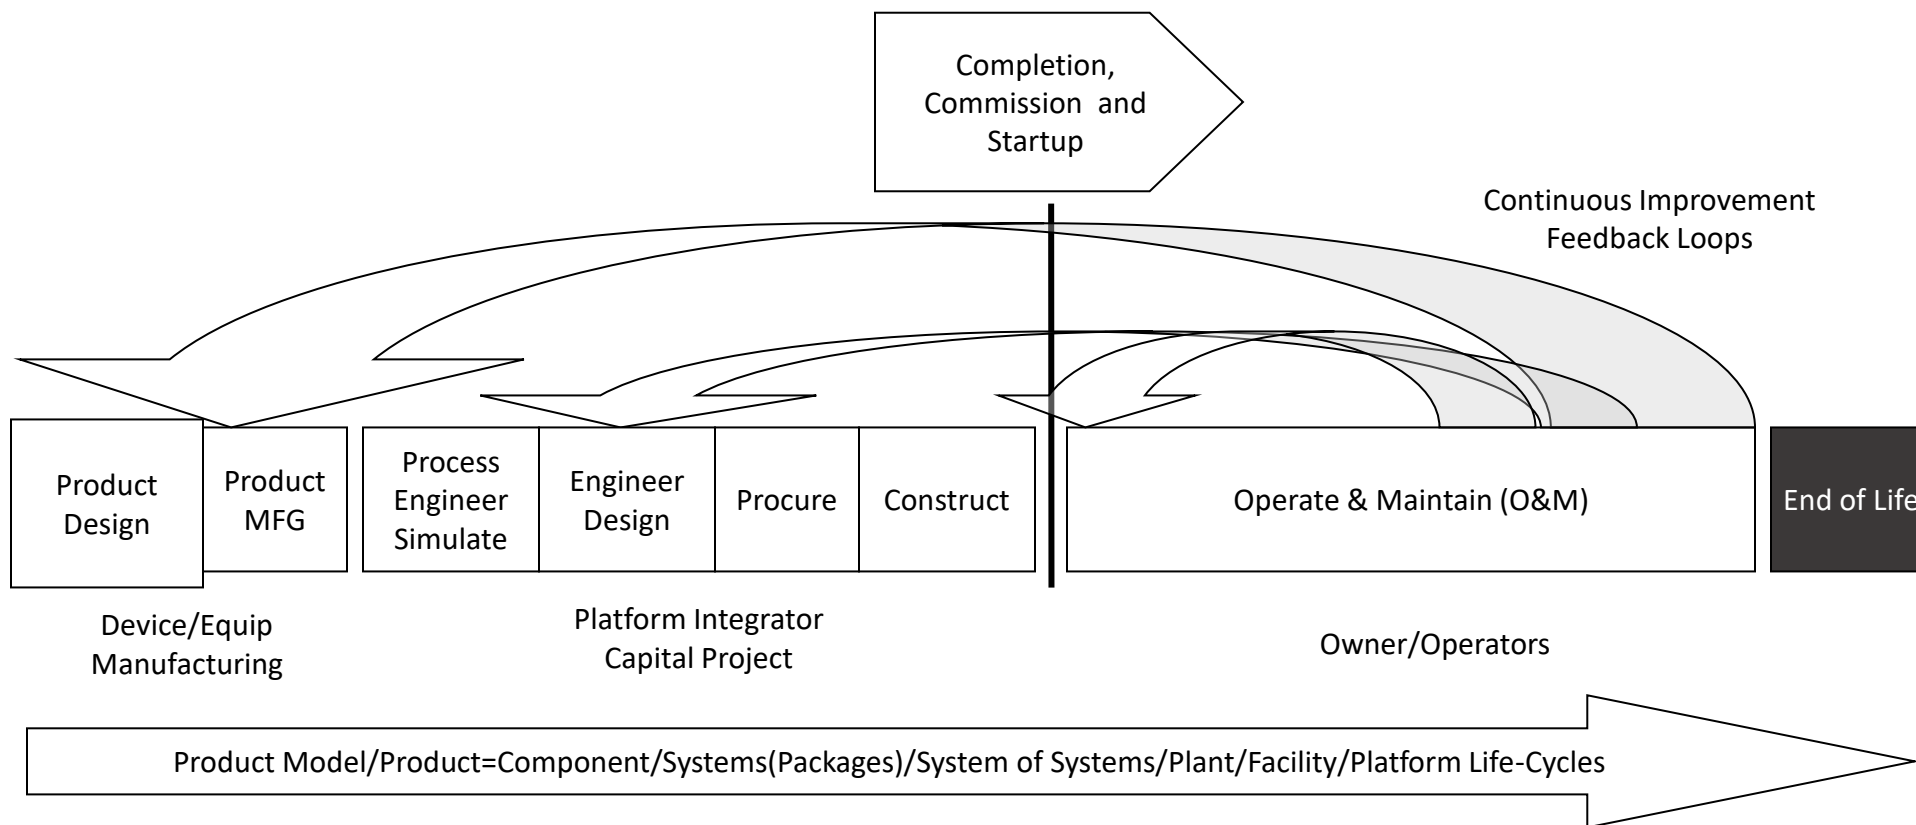 Completion,
Commission and
Startup
Continuous Improvement
Feedback Loops
Product
Design
Product
MFG
Process
Engineer
Simulate
Engineer
Design
Procure
Construct
Operate & Maintain (O&M)
End of Life
Device/Equip
Manufacturing
Platform Integrator
Capital Project
Owner/Operators
Product Model/Product=Component/Systems(Packages)/System of Systems/Plant/Facility/Platform Life-Cycles